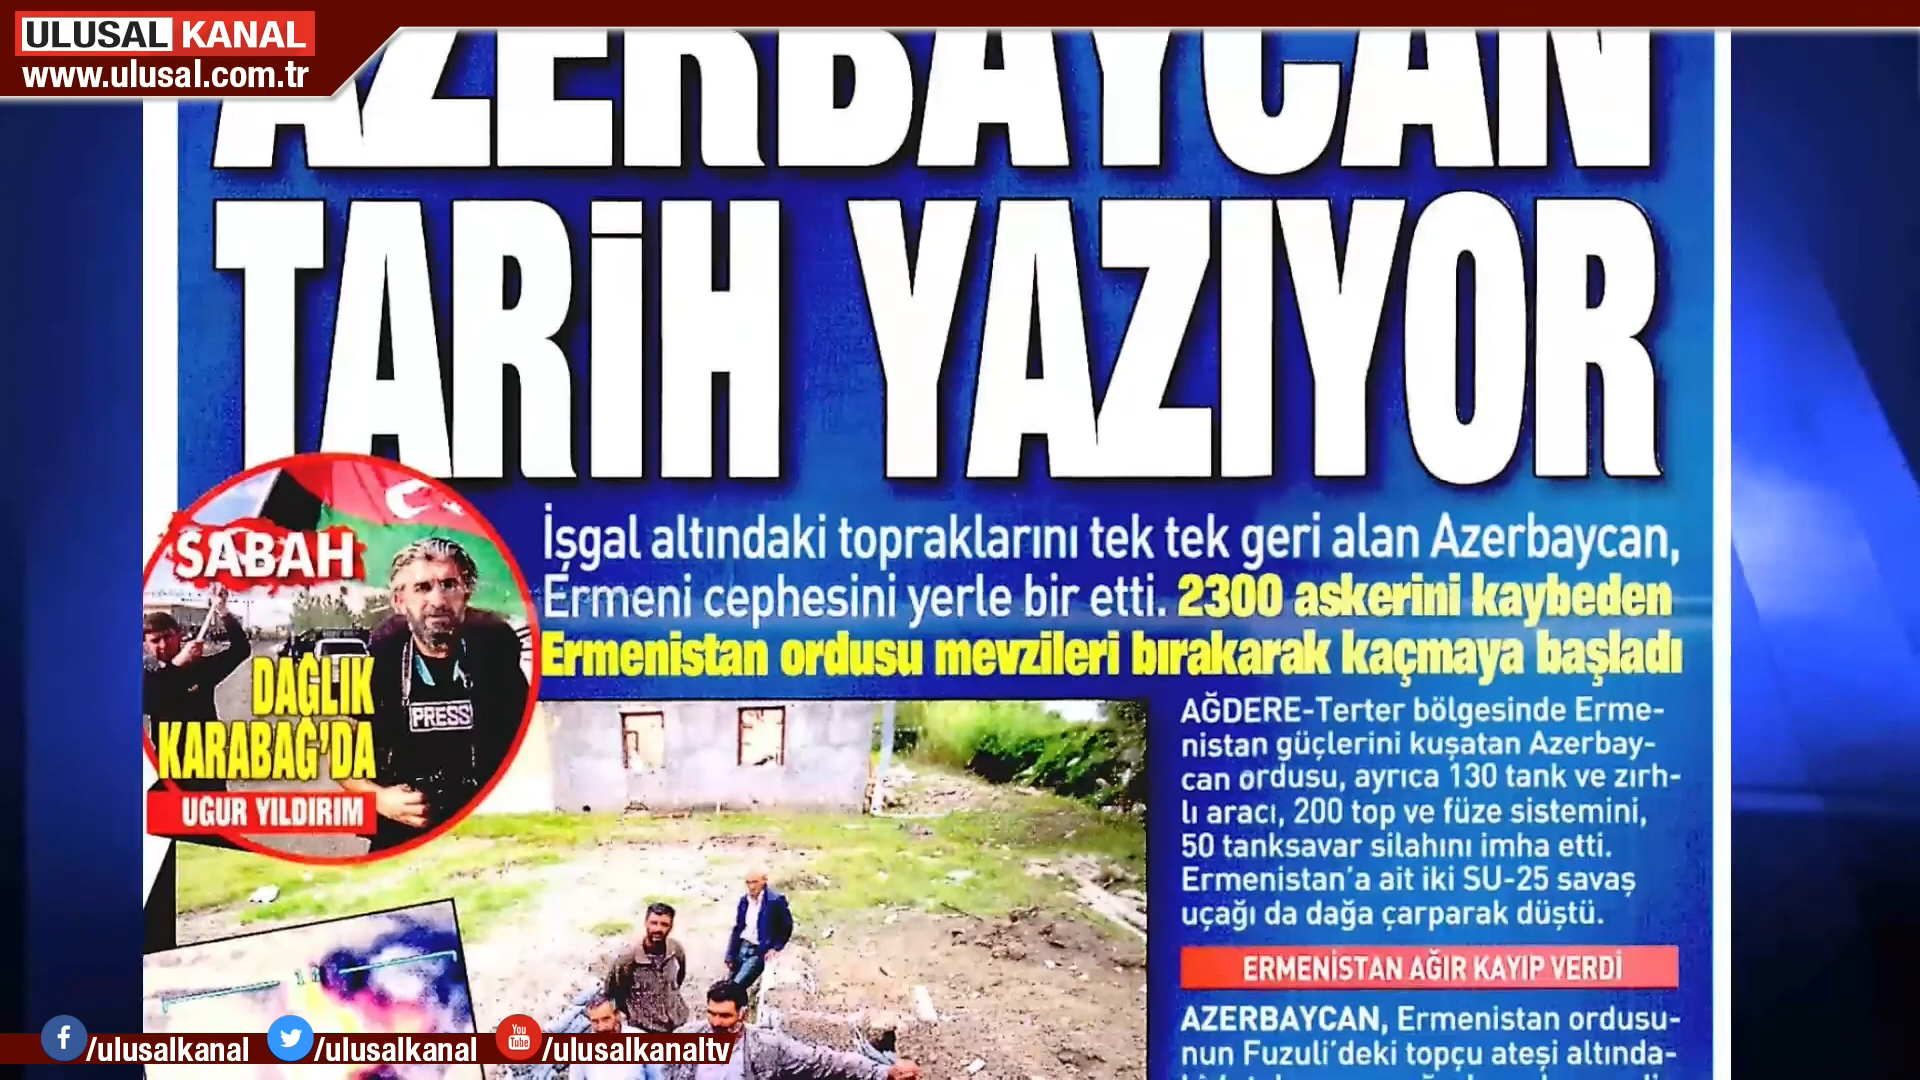 ULUSAL KANAL
www.ulusal.com.tr
AZERBAYCAN
TARİH YAZIYOR
İşgal altındaki topraklarını tek tek geri alan Azerbaycan,
Ermeni cephesini yerle bir etti. 2300 askerini kaybeden
Ermenistan ordusu mevzileri bırakarak kaçmaya başladı
SABAH
DAĞLIK
KARABAĞ'DA
PRESS
UĞUR YILDIRIM
AĞDERE-Terter bölgesinde Erme-
nistan güçlerini kuşatan Azerbay-
can ordusu, ayrıca 130 tank ve zırh-
lı aracı, 200 top ve füze sistemini,
50 tanksavar silahını imha etti.
Ermenistan'a ait iki SU-25 savaş
uçağı da dağa çarparak düştü.
ERMENİSTAN AĞIR KAYIP VERDİ
AZERBAYCAN, Ermenistan ordusu-
nun Fuzuli'deki topçu ateşi altında-
/ulusalkanal
/ulusalkanal
You
Tube
/ulusalkanaltv